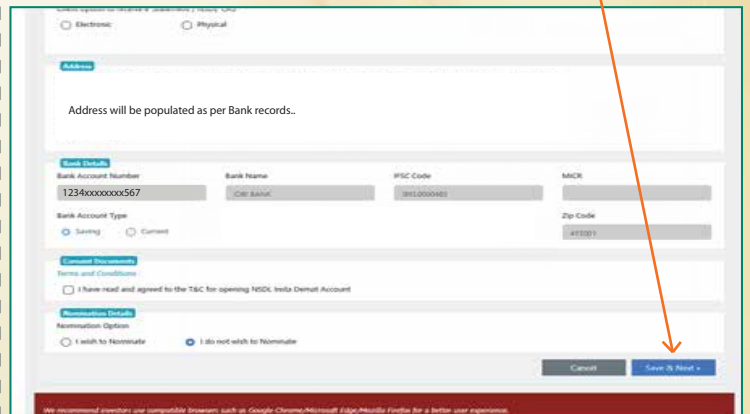 Electronic Physical
Address
Address will be populated as per Bank records..
Bank Details
Bank Account Number Bank Name IFSC Code MICR
1234xxxxxxxx567 BANK
Bank Account Type Zip Code
Saving Current
Consent Documents
Terms and Conditions
I have read and agreed to the T&C for opening NSDL Insta Demat Account
Nomination Details
Nomination Option
I wish to Nominate I do not wish to Nominate
Cancel Save & Next »
We recommend investors use compatible browsers such as Google Chrome/Microsoft Edge/Mozilla Firefox for a better user experience.